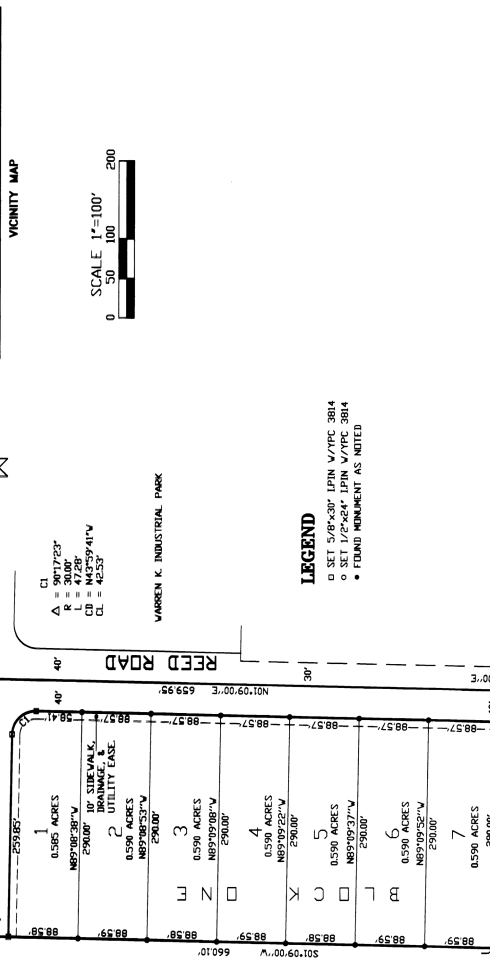 VICINITY MAP
SCALE 1"=100'
0 50 100 200
C1
Δ = 90°17'23"
R = 30.00'
L = 47.28'
CD = N43°59'41"W
CL = 42.53'
WARREN K. INDUSTRIAL PARK
LEGEND
□ SET 5/8"x30" I.PIN W/YPC 3814
○ SET 1/2"x24" I.PIN W/YPC 3814
● FOUND MONUMENT AS NOTED
40'
REED ROAD
30'
N01°09'00"E 659.95'
40'
C1
259.85'
1
0.585 ACRES
N89°08'38"W
290.00'
58.41'
88.58'
10' SIDEWALK,
DRAINAGE, &
UTILITY EASE.
2
0.590 ACRES
N89°08'53"W
290.00'
88.57'
88.59'
3
0.590 ACRES
N89°09'08"W
290.00'
88.57'
88.58'
4
0.590 ACRES
N89°09'22"W
290.00'
88.57'
88.59'
5
0.590 ACRES
N89°09'37"W
290.00'
88.57'
88.58'
6
0.590 ACRES
N89°09'52"W
290.00'
88.57'
88.59'
7
0.590 ACRES
88.57'
88.59'
BLOCK ONE
S01°09'00"W 660.10'